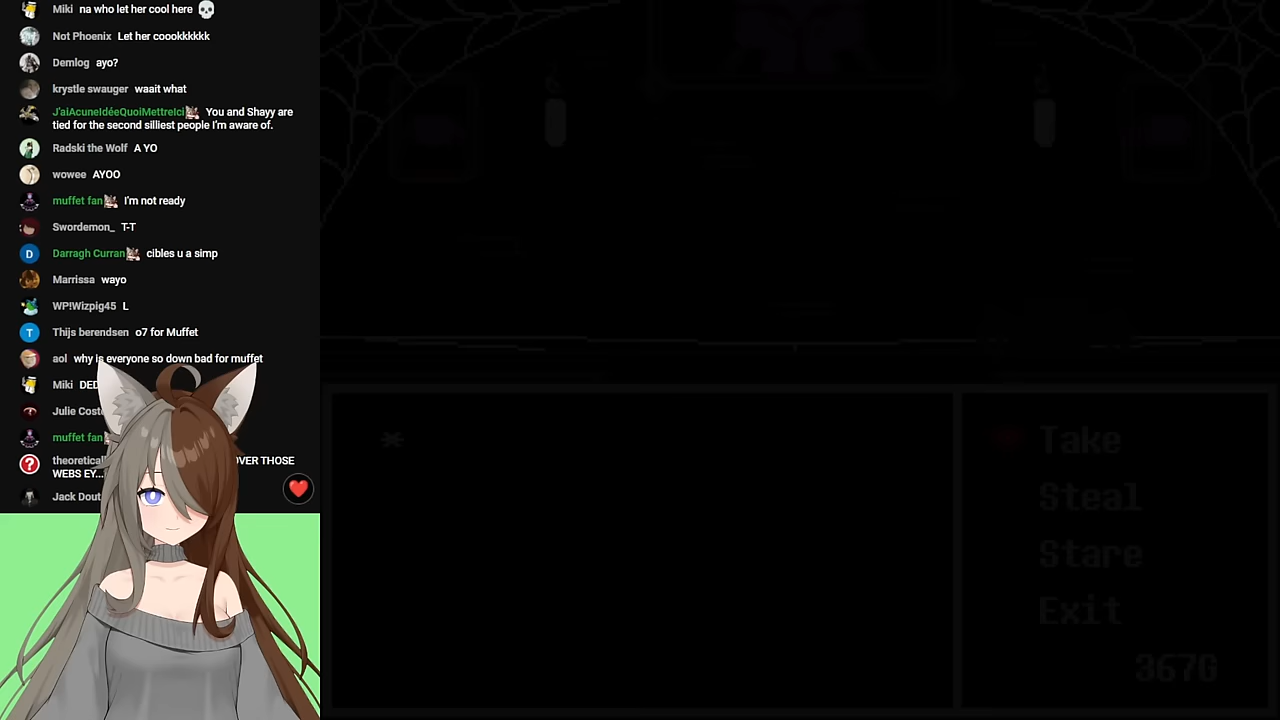 Miki na who let her cool here
Not Phoenix Let her coookkkkkk
Demlog ayo?
krystle swauger waait what
J'aiAcuneIdéeQuoiMettreIci You and Shayy are
tied for the second silliest people I'm aware of.
Radski the Wolf A YO
wowee AYOO
muffet fan I'm not ready
Swordemon_ T-T
D
Darragh Curran cibles u a simp
Marrissa wayo
WP!Wizpig45 L
T
Thijs berendsen o7 for Muffet
aol why is everyone so down bad for muffet
Miki DED
Julie
muffet fan
OVER THOSE
WEBS EY...
Jack
*
Take
Steal
Stare
Exit
367G